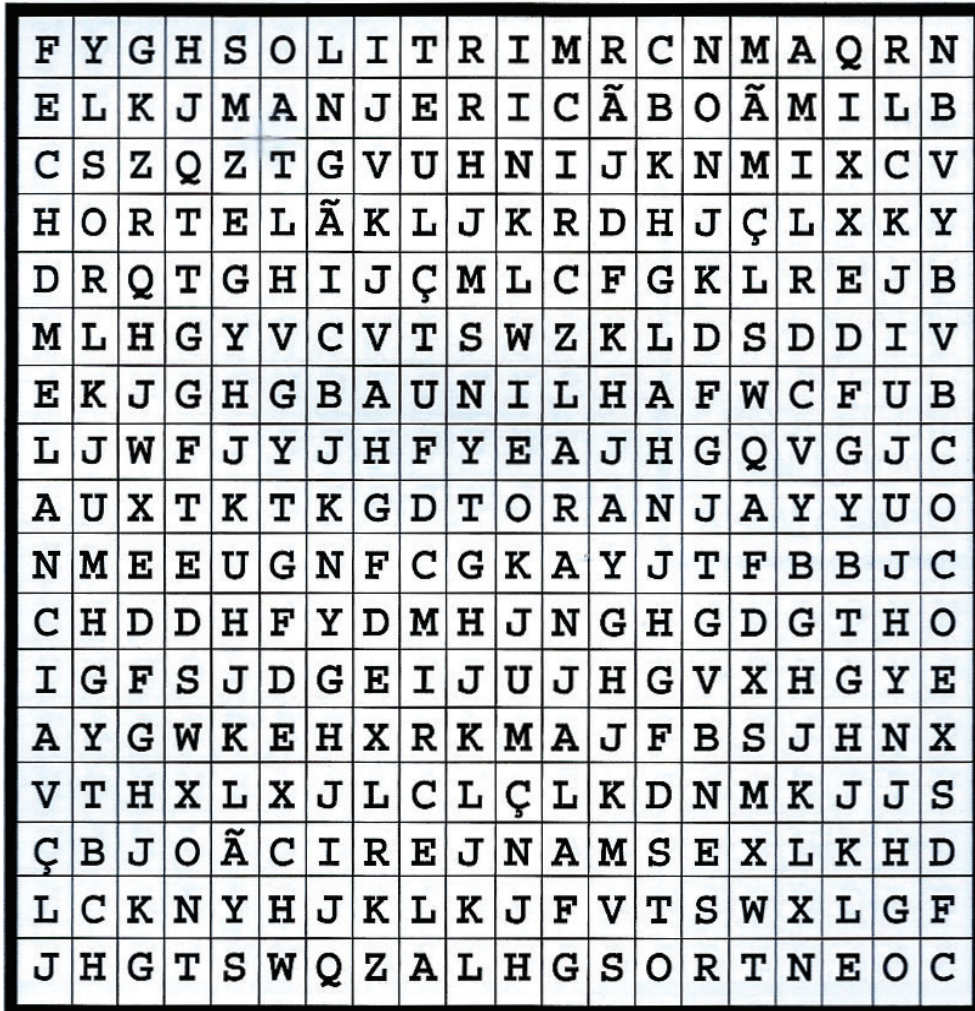 F Y G H S O L I T R I M R C N M A Q R N
E L K J M A N J E R I C Ã B O Ã M I L B
C S Z Q Z T G V U H N I J K N M I X C V
H O R T E L Ã K L J K R D H J Ç L X K Y
D R Q T G H I J Ç M L C F G K L R E J B
M L H G Y V C V T S W Z K L D S D D I V
E K J G H G B A U N I L H A F W C F U B
L J W F J Y J H F Y E A J H G Q V G J C
A U X T K T K G D T O R A N J A Y Y U O
N M E E U G N F C G K A Y J T F B B J C
C H D D H F Y D M H J N G H G D G T H O
I G F S J D G E I J U J H G V X H G Y E
A Y G W K E H X R K M A J F B S J H N X
V T H X L X J L C L Ç L K D N M K J J S
Ç B J O Ã C I R E J N A M S E X L K H D
L C K N Y H J K L K J F V T S W X L G F
J H G T S W Q Z A L H G S O R T N E O C